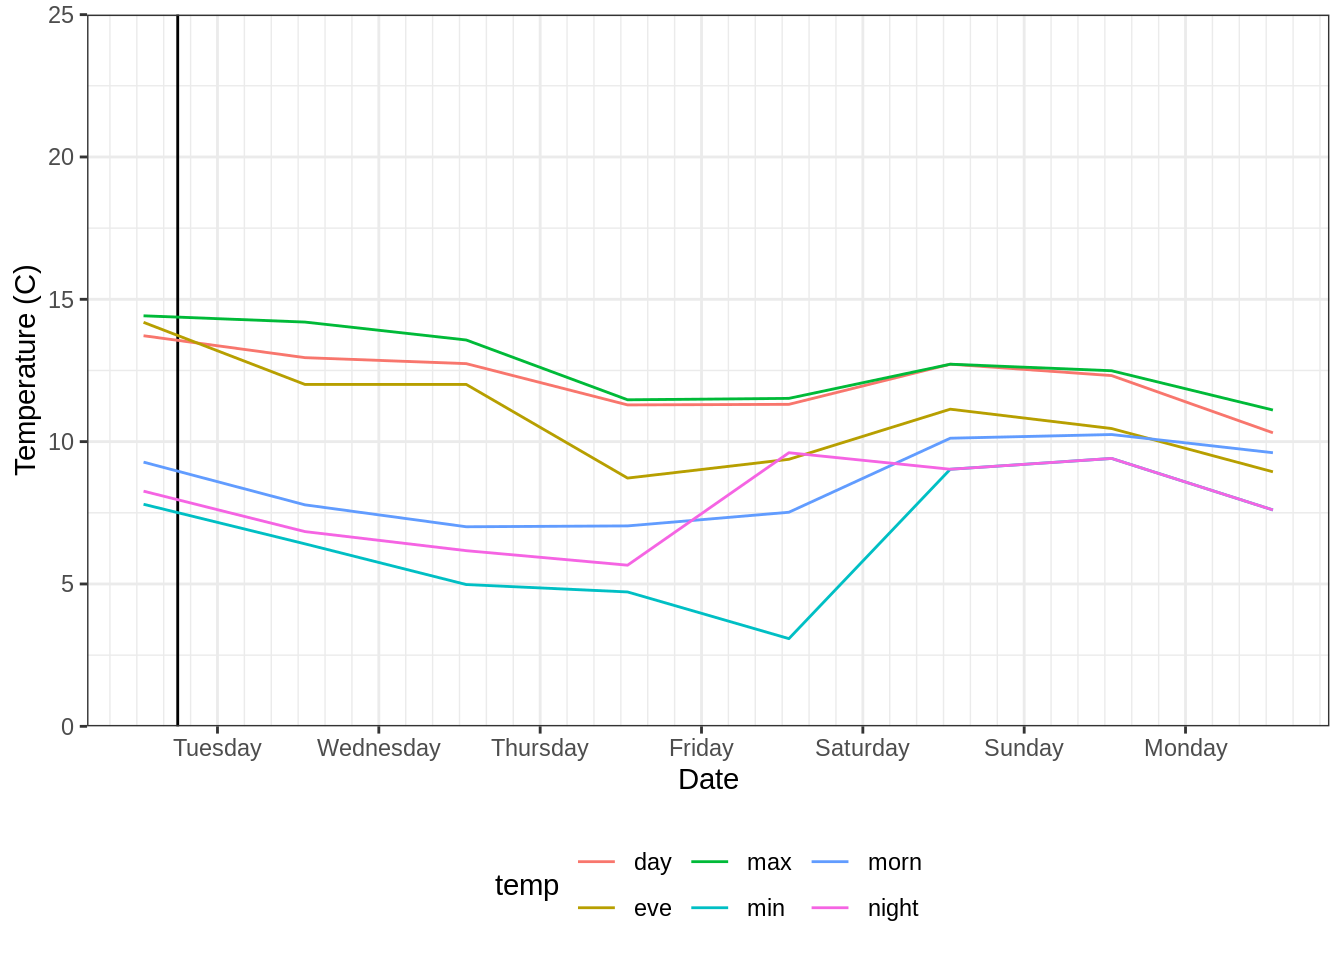 25
20
15
10
5
0
Temperature (C)
Tuesday Wednesday Thursday Friday Saturday Sunday Monday
Date
temp
day max morn
eve min night